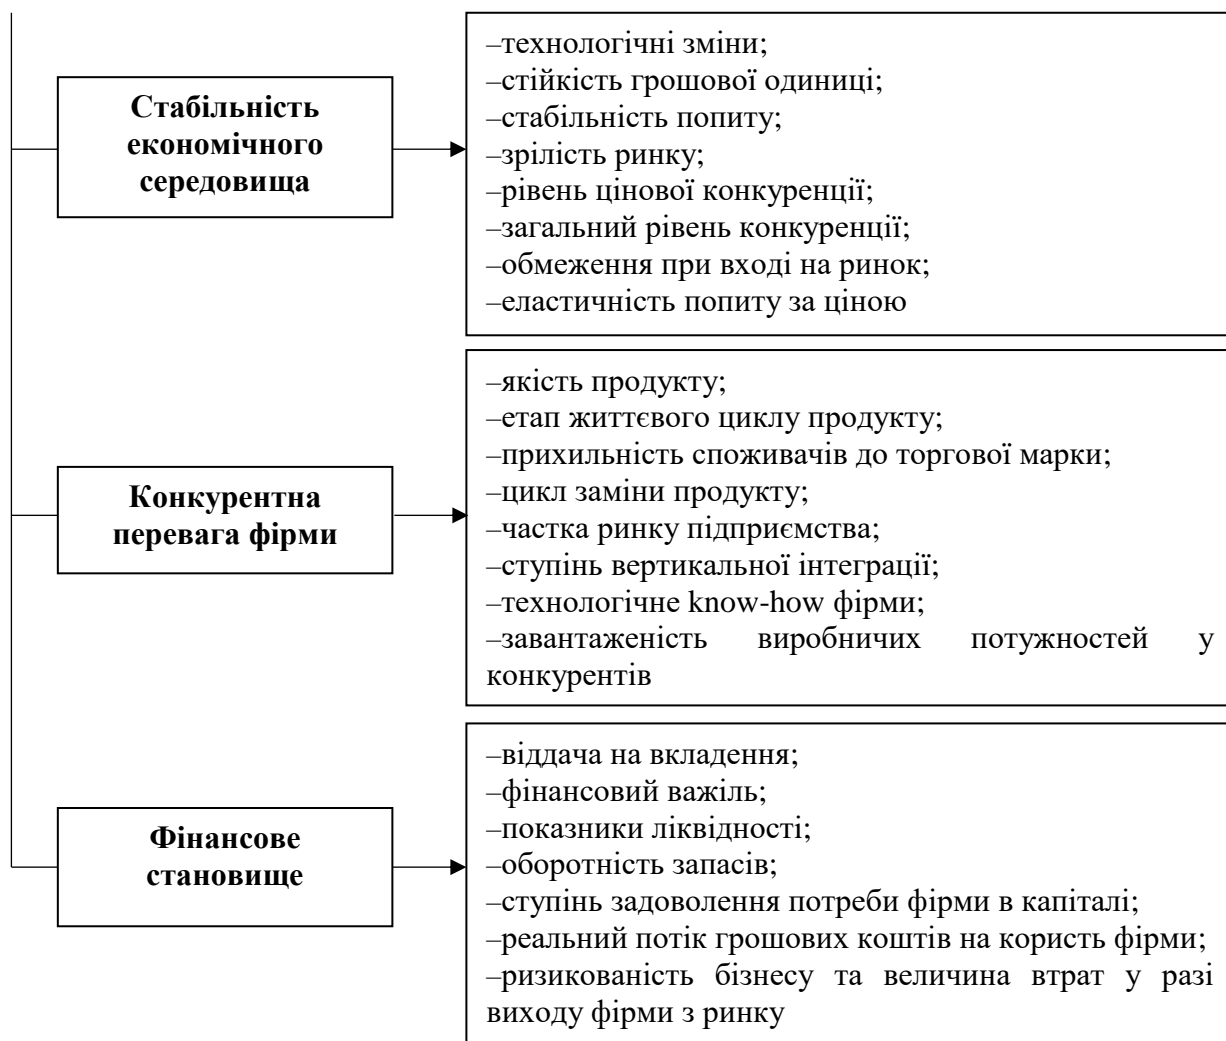 Стабільність
економічного
середовища
–технологічні зміни;
–стійкість грошової одиниці;
–стабільність попиту;
–зрілість ринку;
–рівень цінової конкуренції;
–загальний рівень конкуренції;
–обмеження при вході на ринок;
–еластичність попиту за ціною
Конкурентна
перевага фірми
–якість продукту;
–етап життєвого циклу продукту;
–прихильність споживачів до торгової марки;
–цикл заміни продукту;
–частка ринку підприємства;
–ступінь вертикальної інтеграції;
–технологічне know-how фірми;
–завантаженість виробничих потужностей у
конкурентів
Фінансове
становище
–віддача на вкладення;
–фінансовий важіль;
–показники ліквідності;
–оборотність запасів;
–ступінь задоволення потреби фірми в капіталі;
–реальний потік грошових коштів на користь фірми;
–ризикованість бізнесу та величина втрат у разі
виходу фірми з ринку